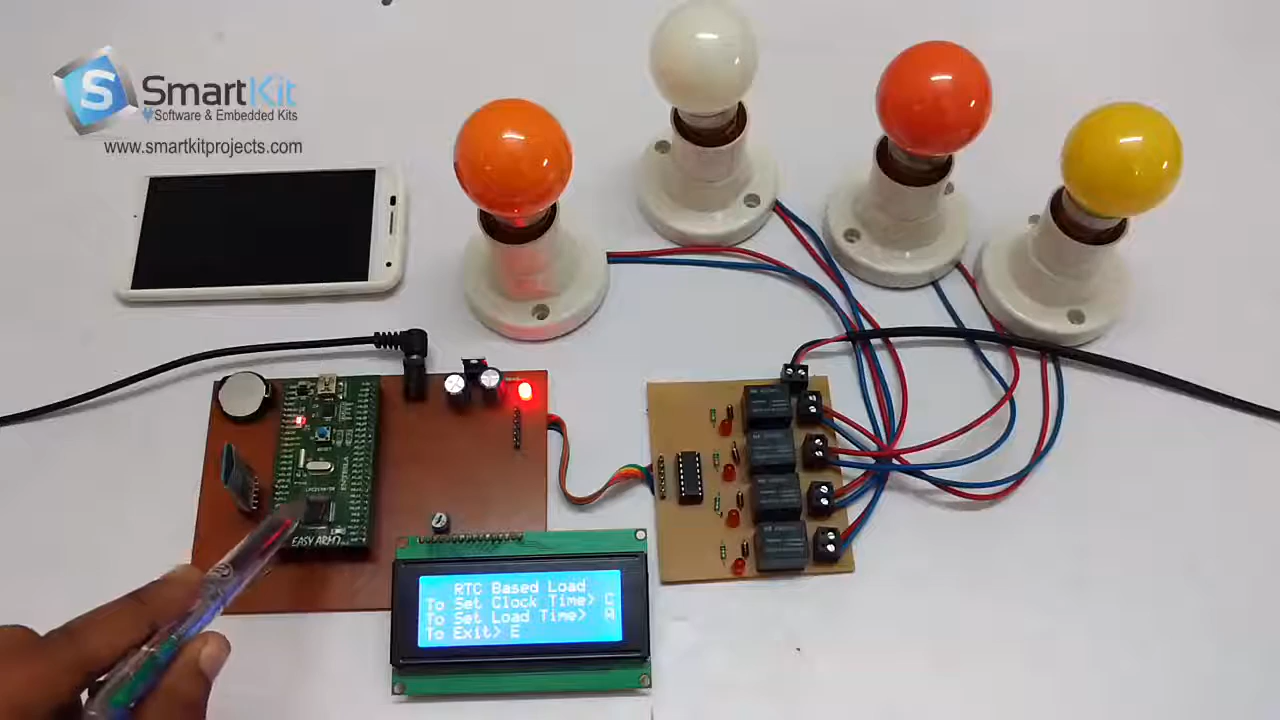 S SmartKit
Software & Embedded Kits
www.smartkitprojects.com
EASY ARM7
RTC Based Load
To Set Clock Time> C
To Set Load Time> A
To Exit> E